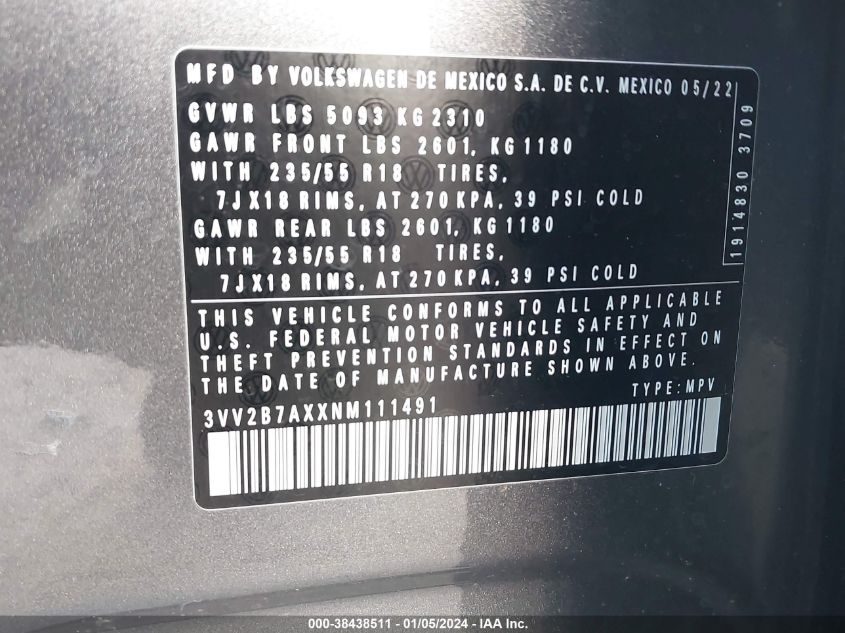 MFD BY VOLKSWAGEN DE MEXICO S.A. DE C.V. MEXICO 05/22
GVWR LBS 5093 KG 2310
GAWR FRONT LBS 2601, KG 1180
WITH 235/55 R18 TIRES,
7JX18 RIMS, AT 270 KPA, 39 PSI COLD
GAWR REAR LBS 2601, KG 1180
WITH 235/55 R18 TIRES,
7JX18 RIMS, AT 270 KPA, 39 PSI COLD
1914830 3709
THIS VEHICLE CONFORMS TO ALL APPLICABLE
U.S. FEDERAL MOTOR VEHICLE SAFETY AND
THEFT PREVENTION STANDARDS IN EFFECT ON
THE DATE OF MANUFACTURE SHOWN ABOVE.
TYPE: MPV
3VV2B7AXXNM111491
000-38438511 - 01/05/2024 - IAA Inc.